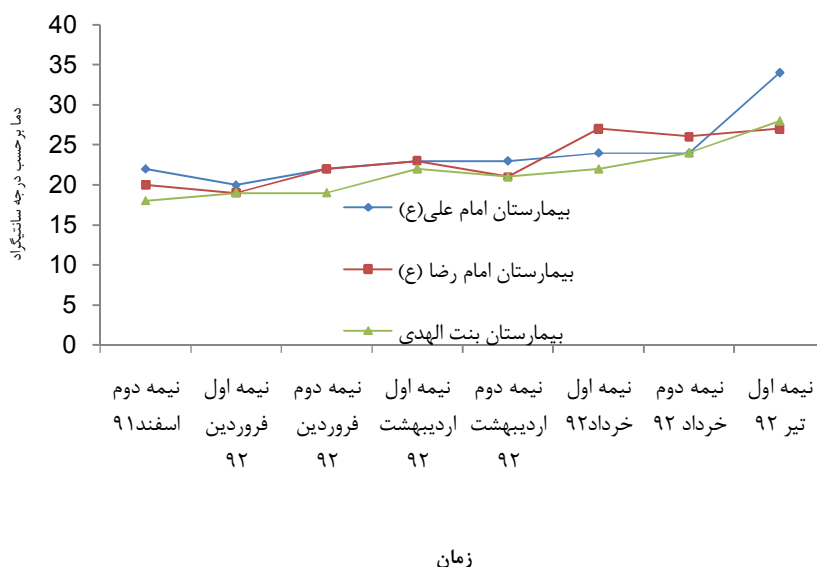 40
35
30
25
20
15
10
5
0
دما برحسب درجه سانتیگراد
بیمارستان امام علی(ع)
بیمارستان امام رضا (ع)
بیمارستان بنت الهدی
نیمه دوم
اسفند۹۱
نیمه اول
فروردین
۹۲
نیمه دوم
فروردین
۹۲
نیمه اول
اردیبهشت
۹۲
نیمه دوم
اردیبهشت
۹۲
نیمه اول
خرداد۹۲
نیمه دوم
خرداد ۹۲
نیمه اول
تیر ۹۲
زمان